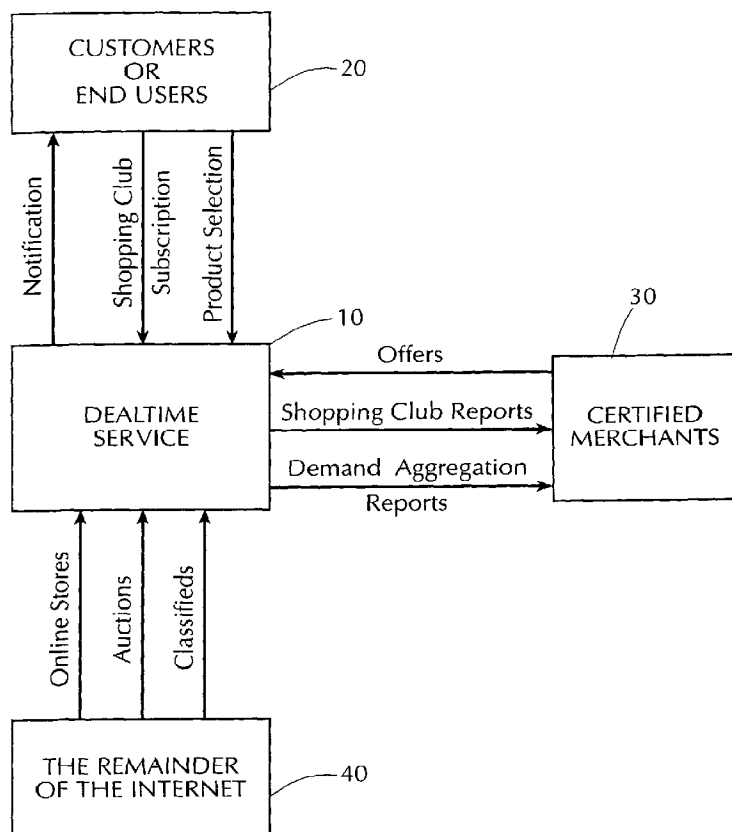 CUSTOMERS
OR
END USERS
20
Notification
Shopping Club
Subscription
Product Selection
10
30
DEALTIME
SERVICE
Offers
Shopping Club Reports
Demand Aggregation
Reports
CERTIFIED
MERCHANTS
Online Stores
Auctions
Classifieds
THE REMAINDER
OF THE INTERNET
40